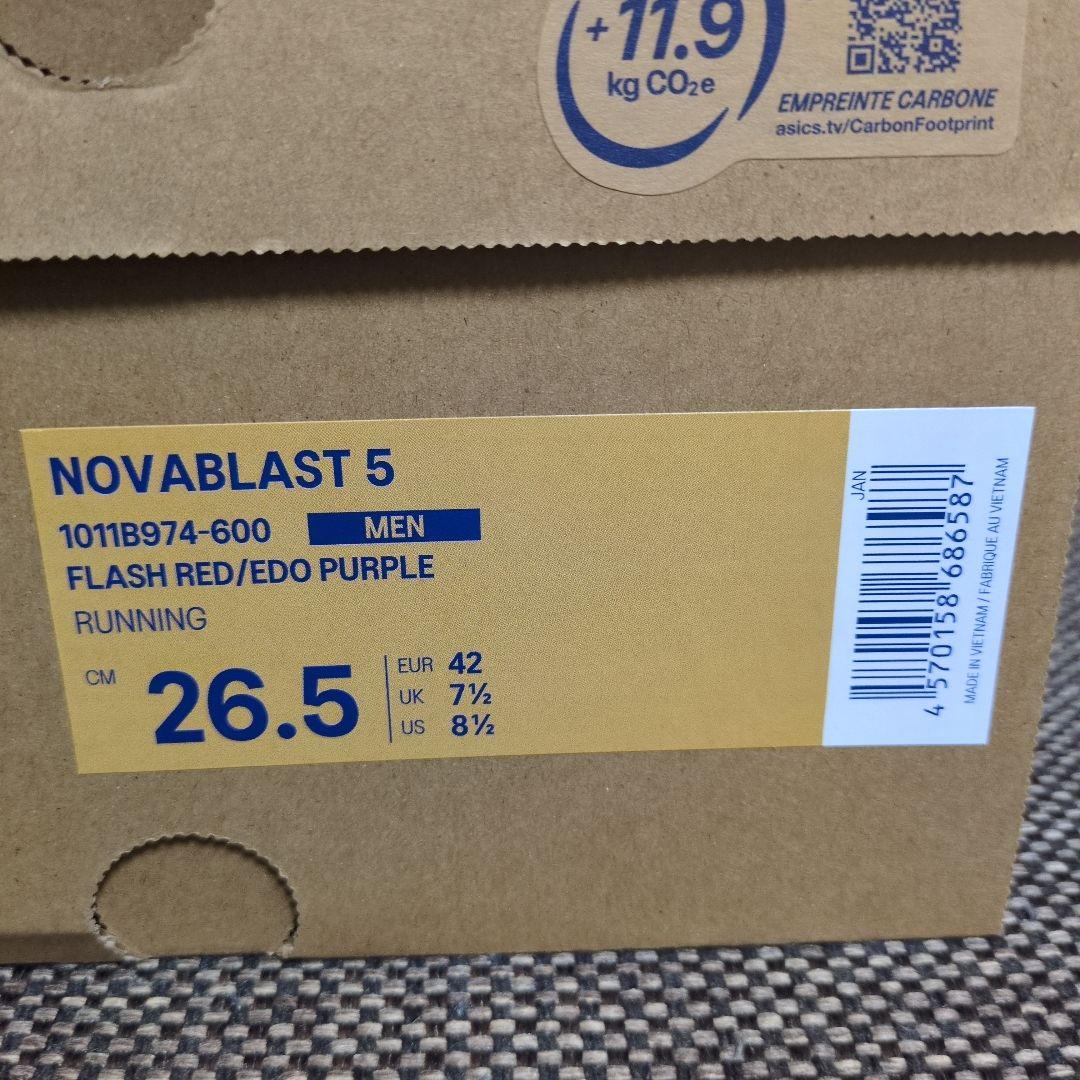 +11.9
kg CO₂e
EMPREINTE CARBONE
asics.tv/CarbonFootprint
NOVABLAST 5
1011B974-600 MEN
FLASH RED/EDO PURPLE
RUNNING
CM 26.5
EUR 42
UK 7½
US 8½
JAN
4 570158 686587
MADE IN VIETNAM / FABRIQUE AU VIETNAM